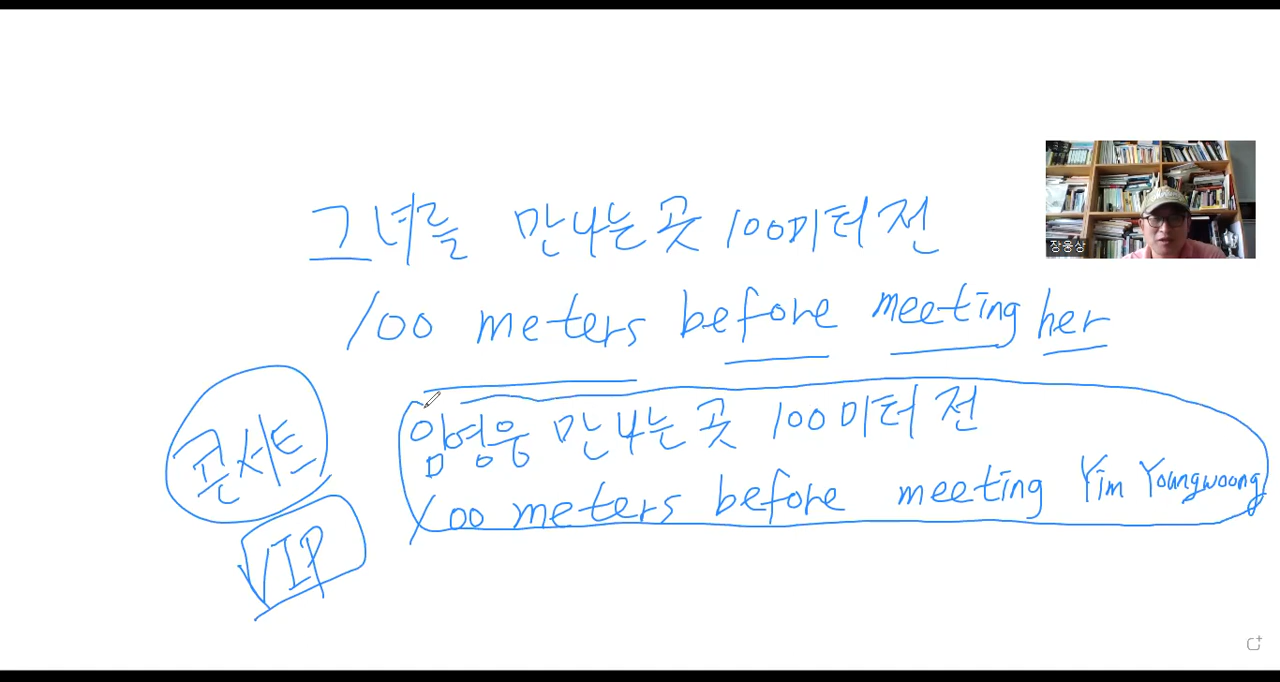 그녀를 만나는 곳 100미터 전
장웅상
100 meters before meeting her
임영웅 만나는 곳 100미터 전
콘서트
100 meters before meeting Yim Youngwoong
VIP